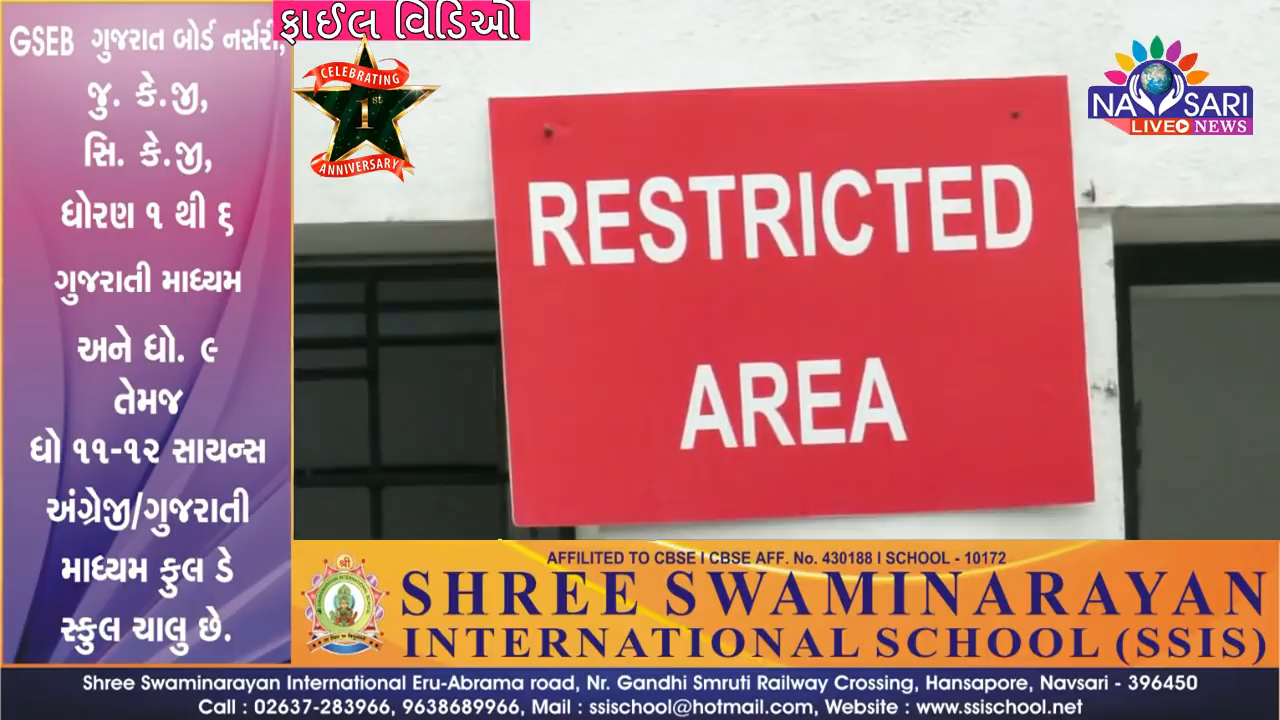 GSEB ગુજરાત બોર્ડ નર્સરી,
જુ. કે.જી,
સિ. કે.જી,
ધોરણ ૧ થી ૬
ગુજરાતી માધ્યમ
અને ધો. ૯
તેમજ
ધો ૧૧-૧૨ સાયન્સ
અંગ્રેજી/ગુજરાતી
માધ્યમ ફુલ ડે
સ્કુલ ચાલુ છે.
ફાઈલ વિડિઓ
CELEBRATING
1st
ANNIVERSARY
NAVSARI
LIVE NEWS
RESTRICTED
AREA
AFFILITED TO CBSE I CBSE AFF. No. 430188 I SCHOOL - 10172
SHREE SWAMINARAYAN
INTERNATIONAL SCHOOL (SSIS)
Shree Swaminarayan International Eru-Abrama road, Nr. Gandhi Smruti Railway Crossing, Hansapore, Navsari - 396450
Call : 02637-283966, 9638689966, Mail : ssischool@hotmail.com, Website : www.ssischool.net